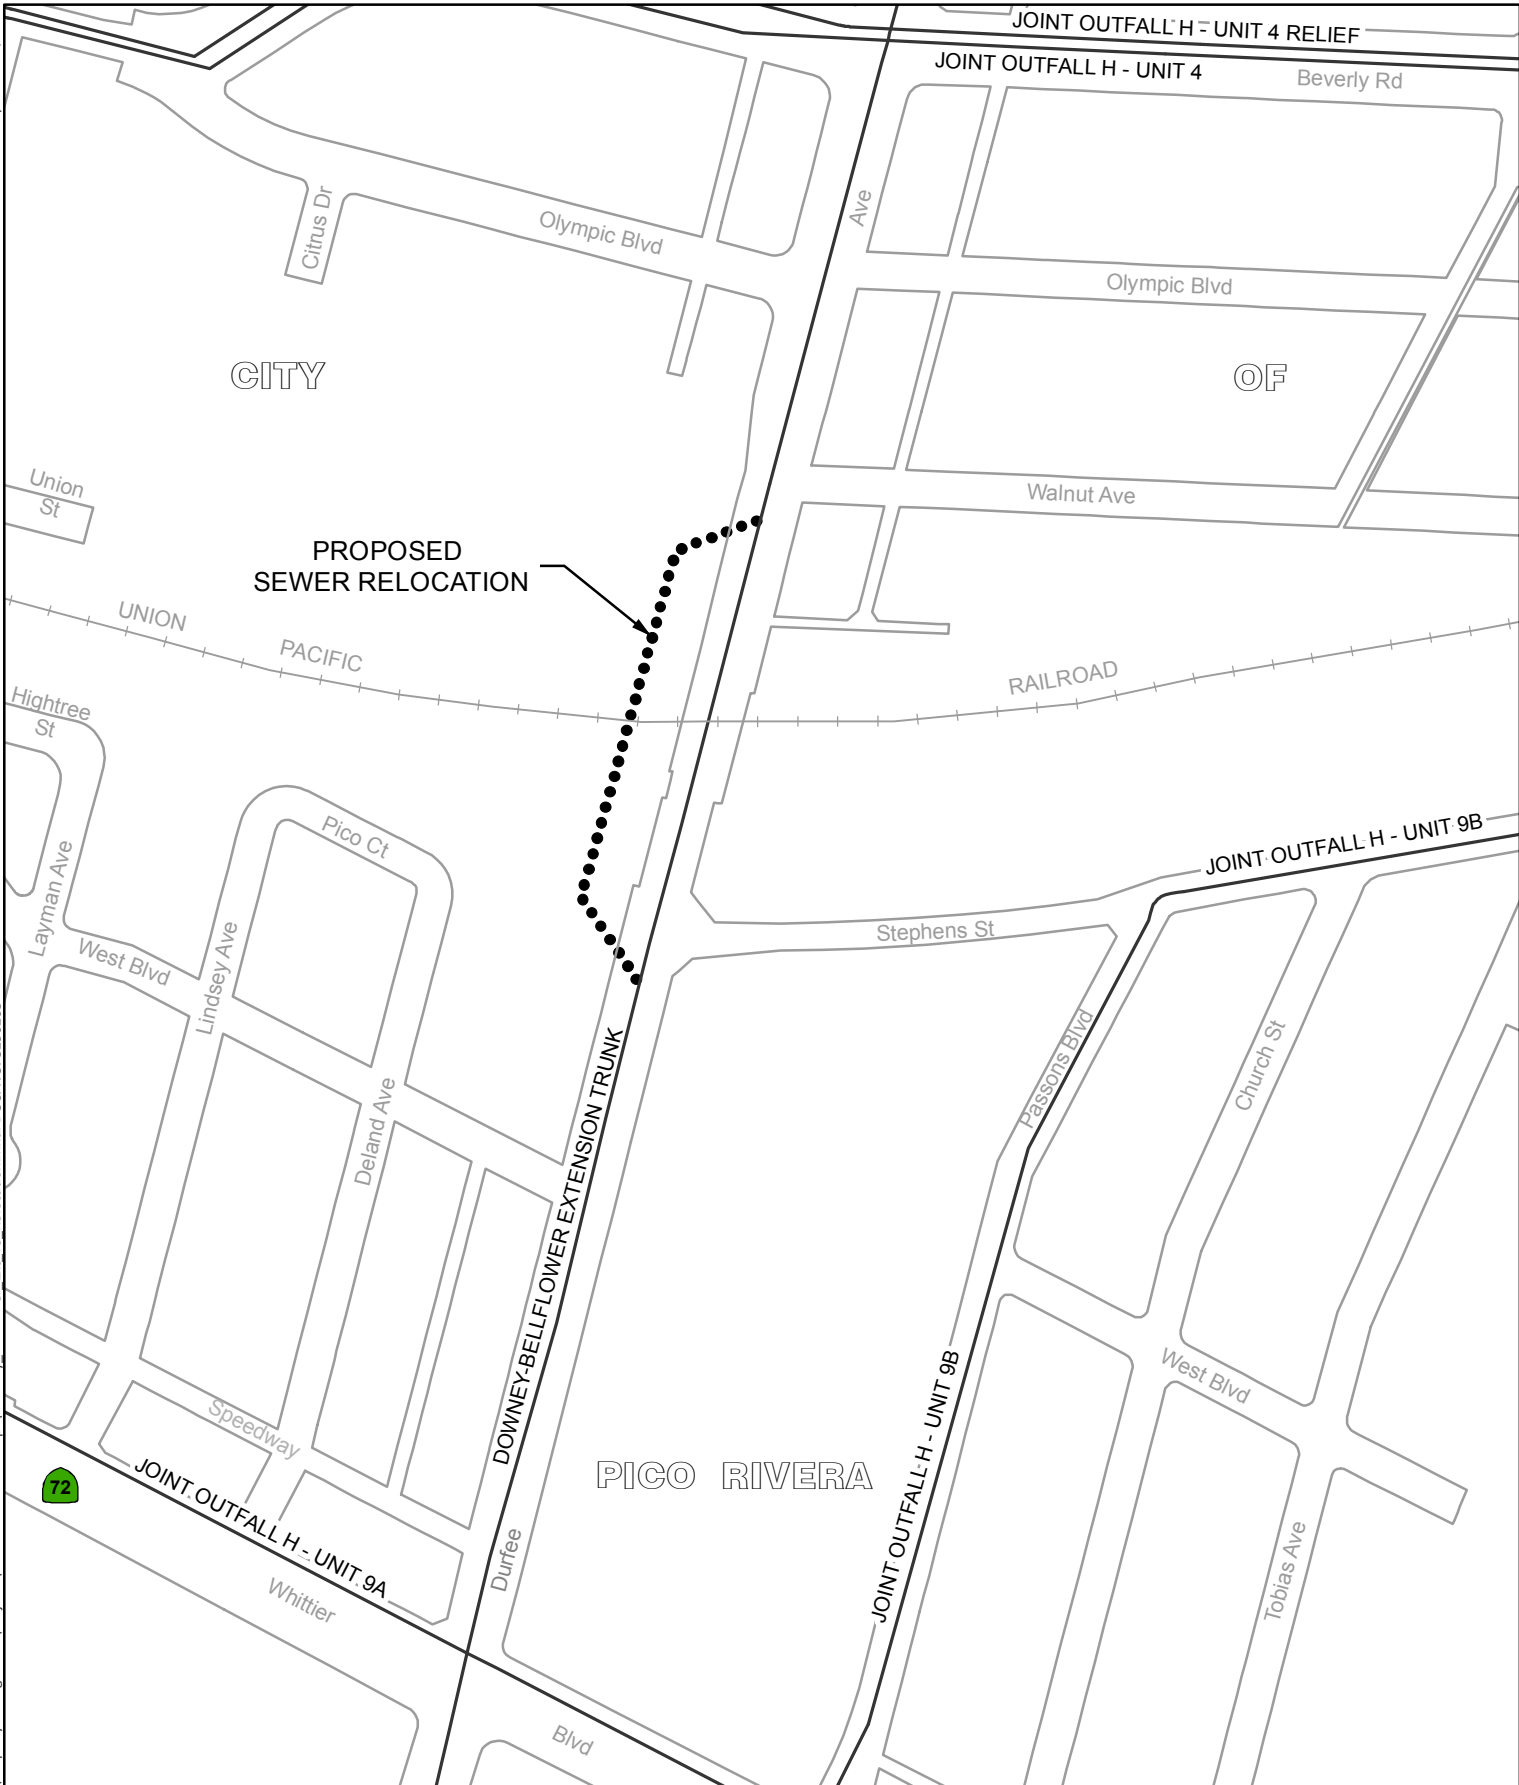 JOINT OUTFALL H - UNIT 4 RELIEF
JOINT OUTFALL H - UNIT 4
Beverly Rd
Citrus Dr
Olympic Blvd
Ave
Olympic Blvd
CITY
OF
Union
St
Walnut Ave
PROPOSED
SEWER RELOCATION
UNION
PACIFIC
RAILROAD
Hightree
St
Pico Ct
JOINT OUTFALL H - UNIT 9B
Layman Ave
West Blvd
Lindsey Ave
Stephens St
Passons Blvd
Church St
Deland Ave
DOWNEY-BELLFLOWER EXTENSION TRUNK
West Blvd
JOINT OUTFALL H - UNIT 9B
Speedway
72
JOINT OUTFALL H - UNIT 9A
PICO RIVERA
Durfee
Tobias Ave
Whittier
Blvd